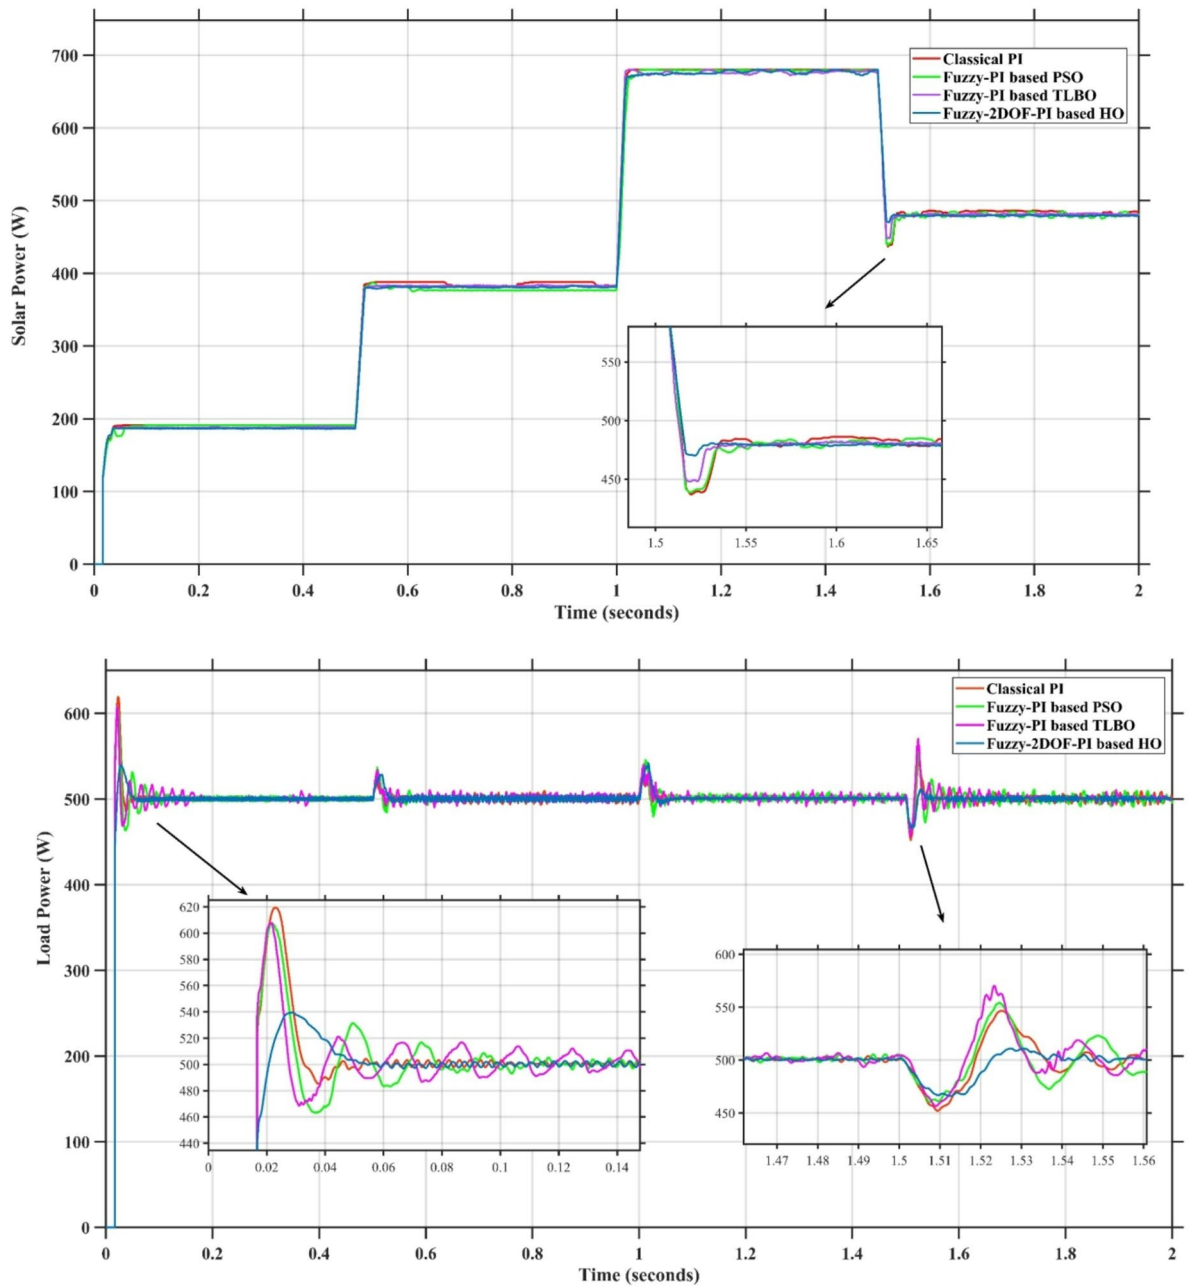 700
600
500
400
300
200
100
0
Solar Power (W)
Classical PI
Fuzzy-PI based PSO
Fuzzy-PI based TLBO
Fuzzy-2DOF-PI based HO
550
500
450
1.5 1.55 1.6 1.65
0 0.2 0.4 0.6 0.8 1 1.2 1.4 1.6 1.8 2
Time (seconds)
600
500
400
300
200
100
0
Load Power (W)
Classical PI
Fuzzy-PI based PSO
Fuzzy-PI based TLBO
Fuzzy-2DOF-PI based HO
620
600
580
560
540
520
500
480
460
440
0 0.02 0.04 0.06 0.08 0.1 0.12 0.14
600
550
500
450
1.47 1.48 1.49 1.5 1.51 1.52 1.53 1.54 1.55 1.56
0 0.2 0.4 0.6 0.8 1 1.2 1.4 1.6 1.8 2
Time (seconds)